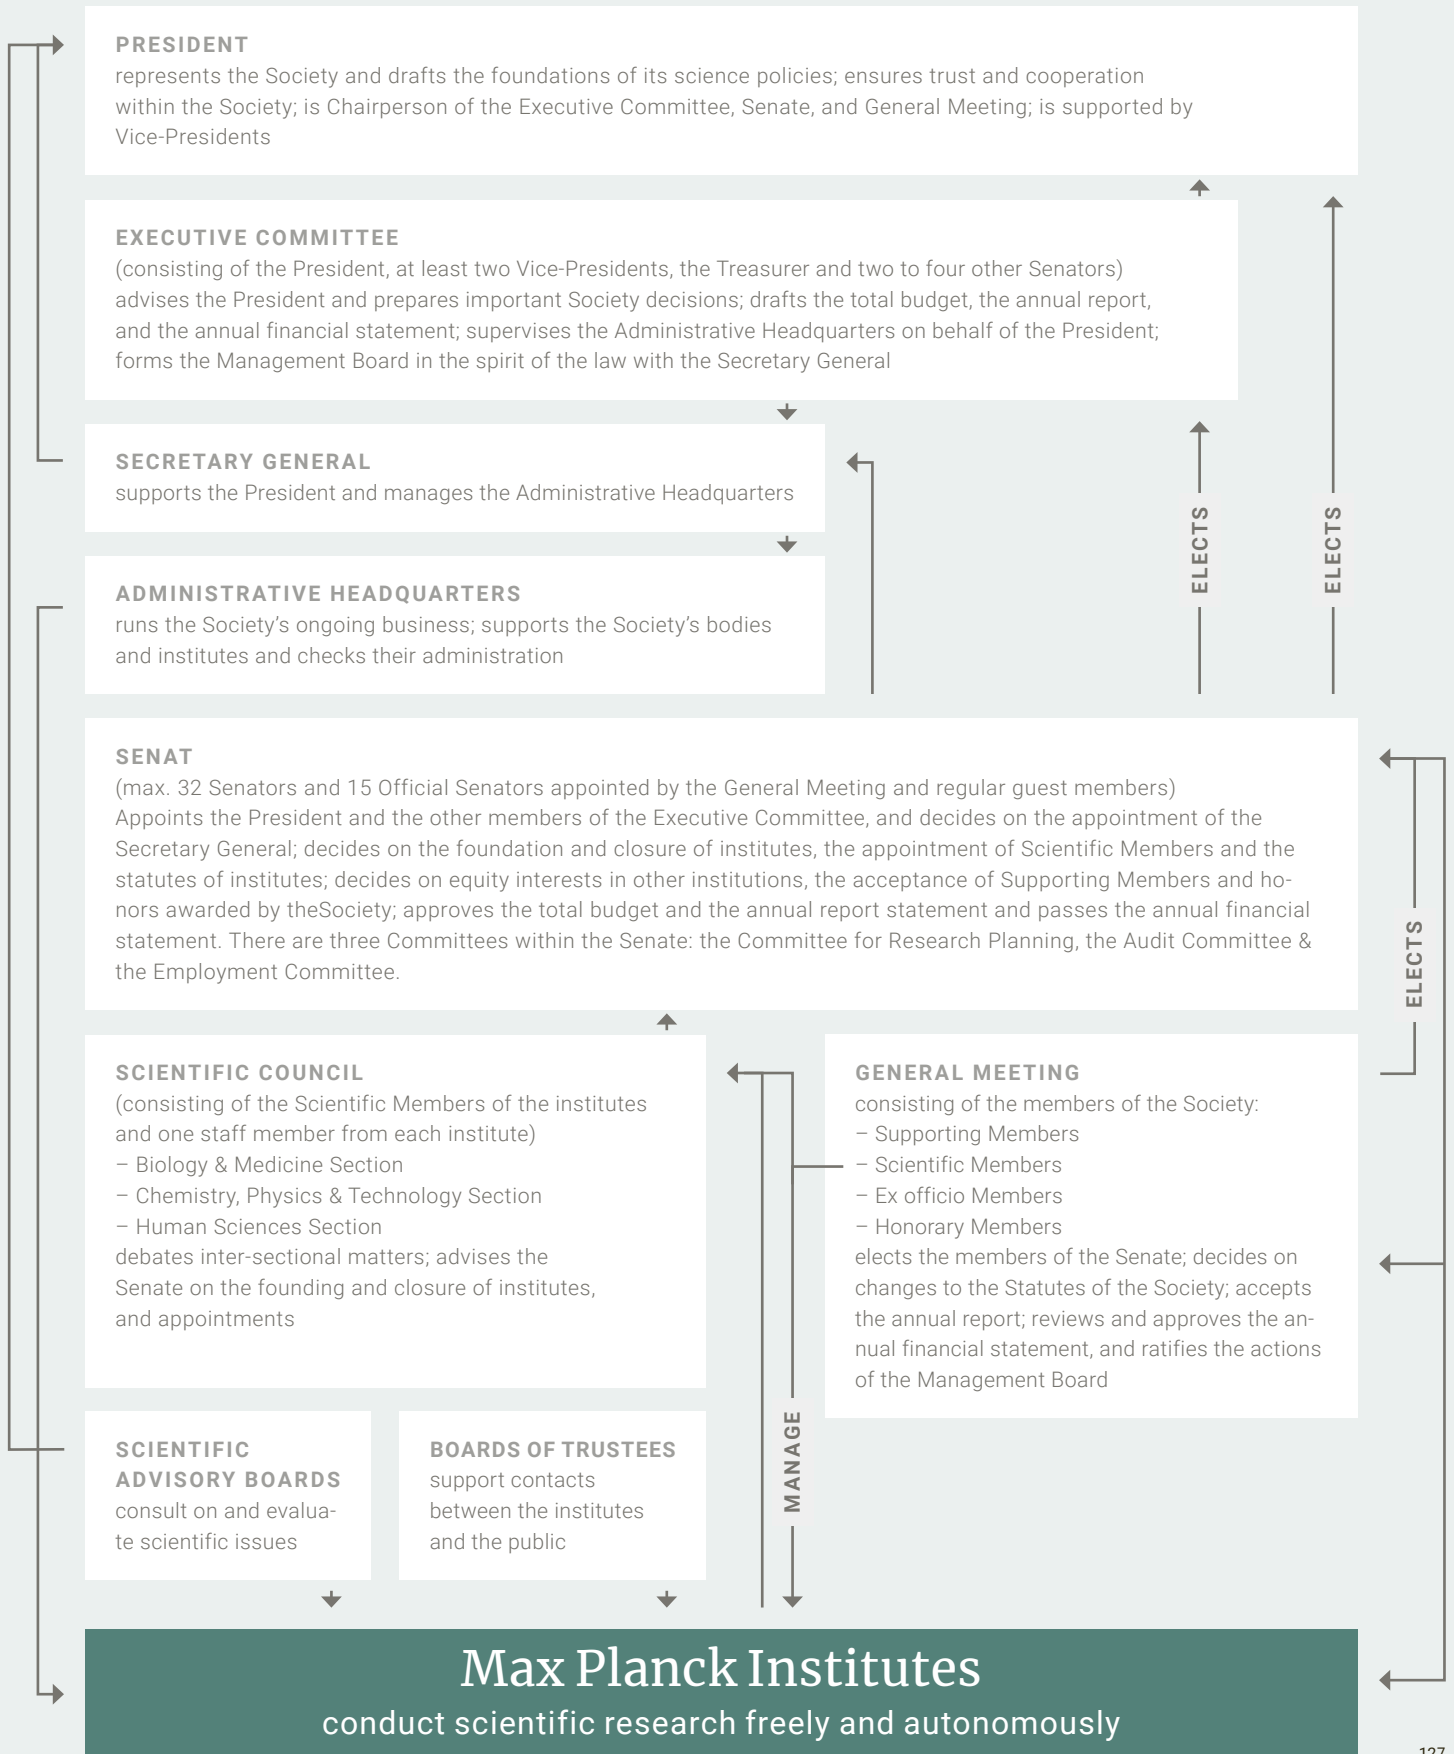 PRESIDENT
represents the Society and drafts the foundations of its science policies; ensures trust and cooperation
within the Society; is Chairperson of the Executive Committee, Senate, and General Meeting; is supported by
Vice-Presidents
EXECUTIVE COMMITTEE
(consisting of the President, at least two Vice-Presidents, the Treasurer and two to four other Senators)
advises the President and prepares important Society decisions; drafts the total budget, the annual report,
and the annual financial statement; supervises the Administrative Headquarters on behalf of the President;
forms the Management Board in the spirit of the law with the Secretary General
SECRETARY GENERAL
supports the President and manages the Administrative Headquarters
ELECTS
ELECTS
ADMINISTRATIVE HEADQUARTERS
runs the Society’s ongoing business; supports the Society’s bodies
and institutes and checks their administration
SENAT
(max. 32 Senators and 15 Official Senators appointed by the General Meeting and regular guest members)
Appoints the President and the other members of the Executive Committee, and decides on the appointment of the
Secretary General; decides on the foundation and closure of institutes, the appointment of Scientific Members and the
statutes of institutes; decides on equity interests in other institutions, the acceptance of Supporting Members and ho-
nors awarded by theSociety; approves the total budget and the annual report statement and passes the annual financial
statement. There are three Committees within the Senate: the Committee for Research Planning, the Audit Committee &
the Employment Committee.
ELECTS
SCIENTIFIC COUNCIL
(consisting of the Scientific Members of the institutes
and one staff member from each institute)
– Biology & Medicine Section
– Chemistry, Physics & Technology Section
– Human Sciences Section
debates inter-sectional matters; advises the
Senate on the founding and closure of institutes,
and appointments
GENERAL MEETING
consisting of the members of the Society:
– Supporting Members
– Scientific Members
– Ex officio Members
– Honorary Members
elects the members of the Senate; decides on
changes to the Statutes of the Society; accepts
the annual report; reviews and approves the an-
nual financial statement, and ratifies the actions
of the Management Board
SCIENTIFIC
ADVISORY BOARDS
consult on and evalua-
te scientific issues
BOARDS OF TRUSTEES
support contacts
between the institutes
and the public
MANAGE
Max Planck Institutes
conduct scientific research freely and autonomously
127